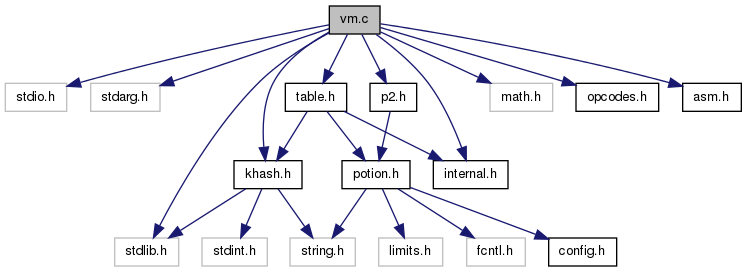 vm.c
stdio.h
stdarg.h
table.h
p2.h
math.h
opcodes.h
asm.h
khash.h
potion.h
internal.h
stdlib.h
stdint.h
string.h
limits.h
fcntl.h
config.h